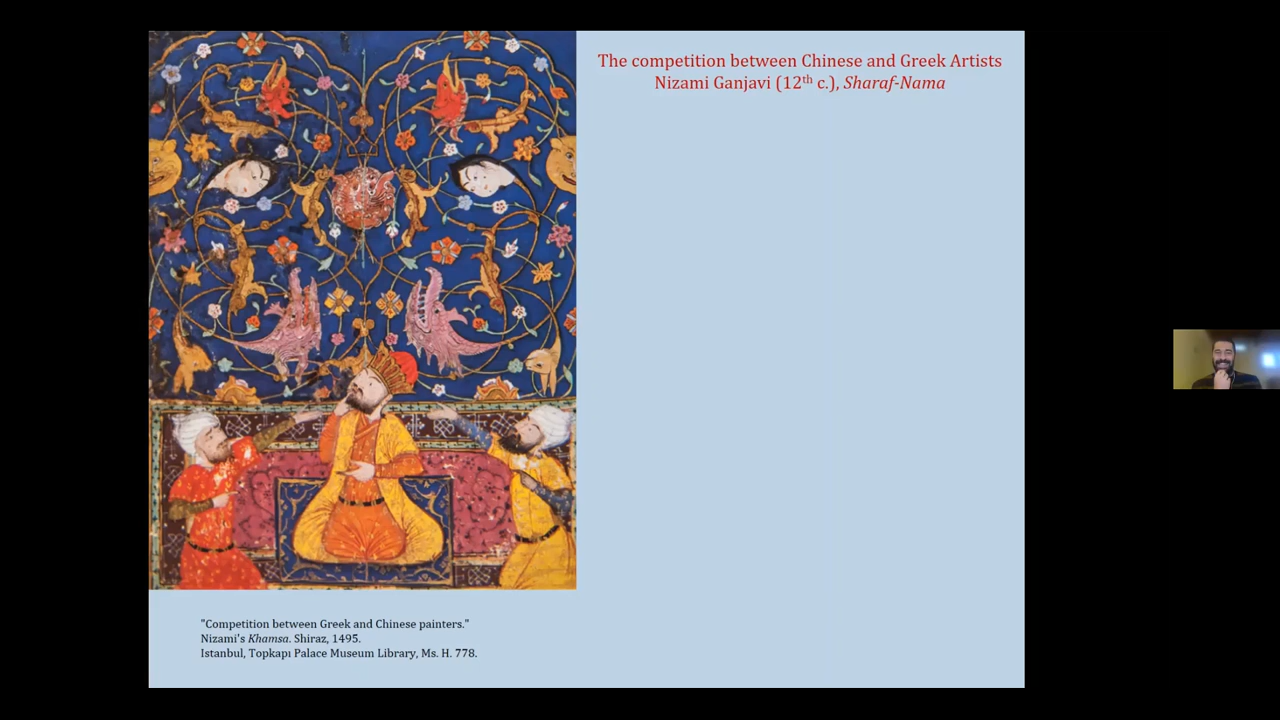 The competition between Chinese and Greek Artists
Nizami Ganjavi (12th c.), Sharaf-Nama
"Competition between Greek and Chinese painters."
Nizami's Khamsa. Shiraz, 1495.
Istanbul, Topkapı Palace Museum Library, Ms. H. 778.